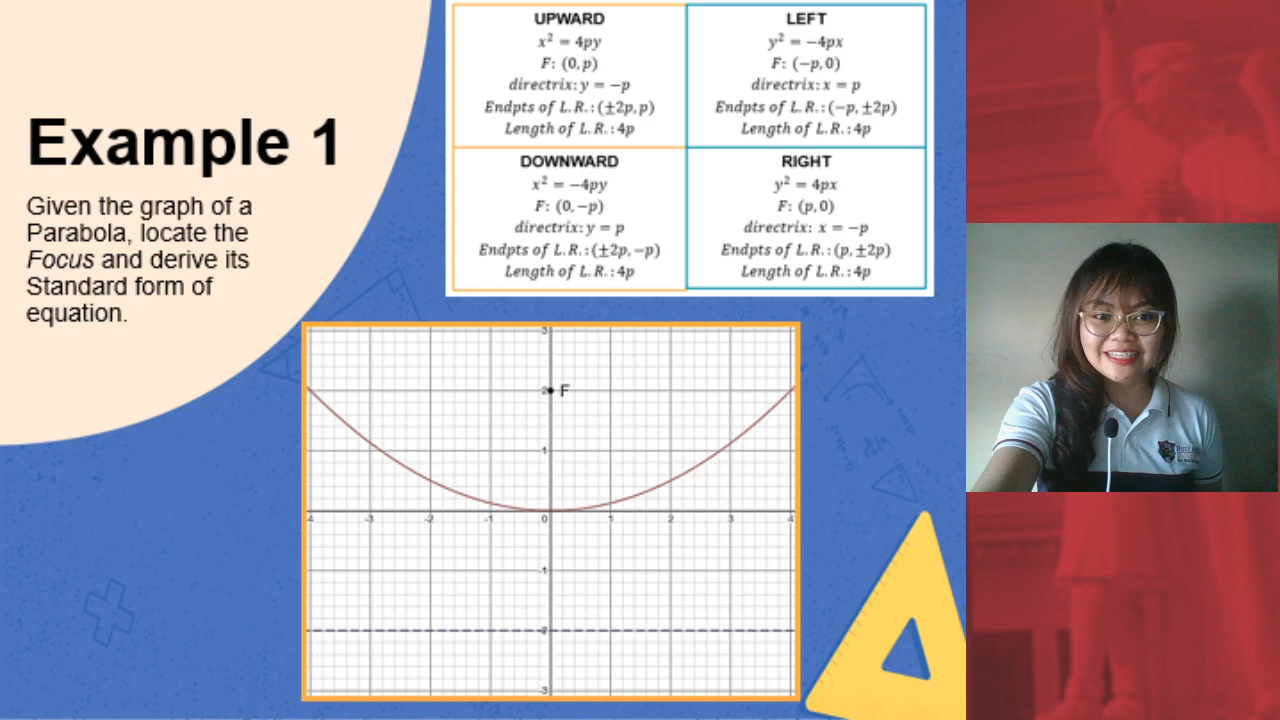 Example 1
Given the graph of a
Parabola, locate the
Focus and derive its
Standard form of
equation.
UPWARD
x² = 4py
F: (0, p)
directrix: y = −p
Endpts of L.R.: (±2p, p)
Length of L.R.: 4p
LEFT
y² = −4px
F: (−p, 0)
directrix: x = p
Endpts of L.R.: (−p, ±2p)
Length of L.R.: 4p
DOWNWARD
x² = −4py
F: (0, −p)
directrix: y = p
Endpts of L.R.: (±2p, −p)
Length of L.R.: 4p
RIGHT
y² = 4px
F: (p, 0)
directrix: x = −p
Endpts of L.R.: (p, ±2p)
Length of L.R.: 4p
3
2 F
1
4 -3 -2 -1 0 1 2 3 4
-1
-2
-3